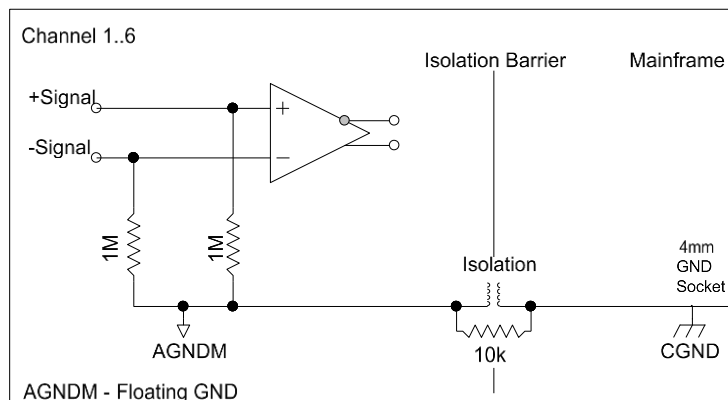 Channel 1..6
Isolation Barrier
Mainframe
+Signal
+
-Signal
−
1M
1M
Isolation
4mm
GND
Socket
AGNDM
10k
CGND
AGNDM - Floating GND